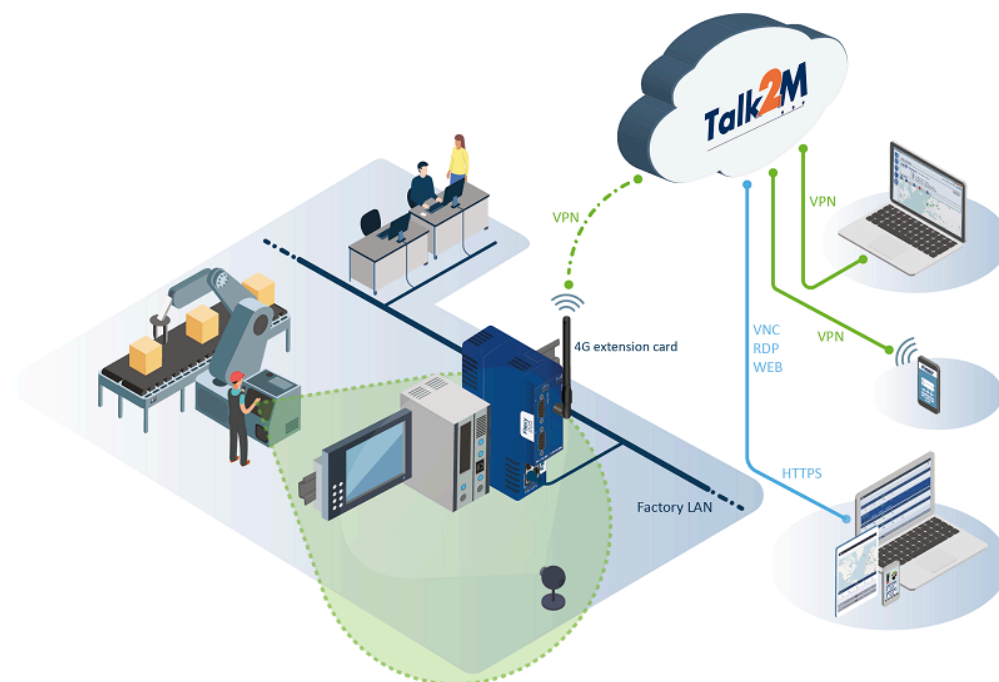 Talk2M
VPN
VPN
4G extension card
VNC
RDP
WEB
VPN
HTTPS
Factory LAN